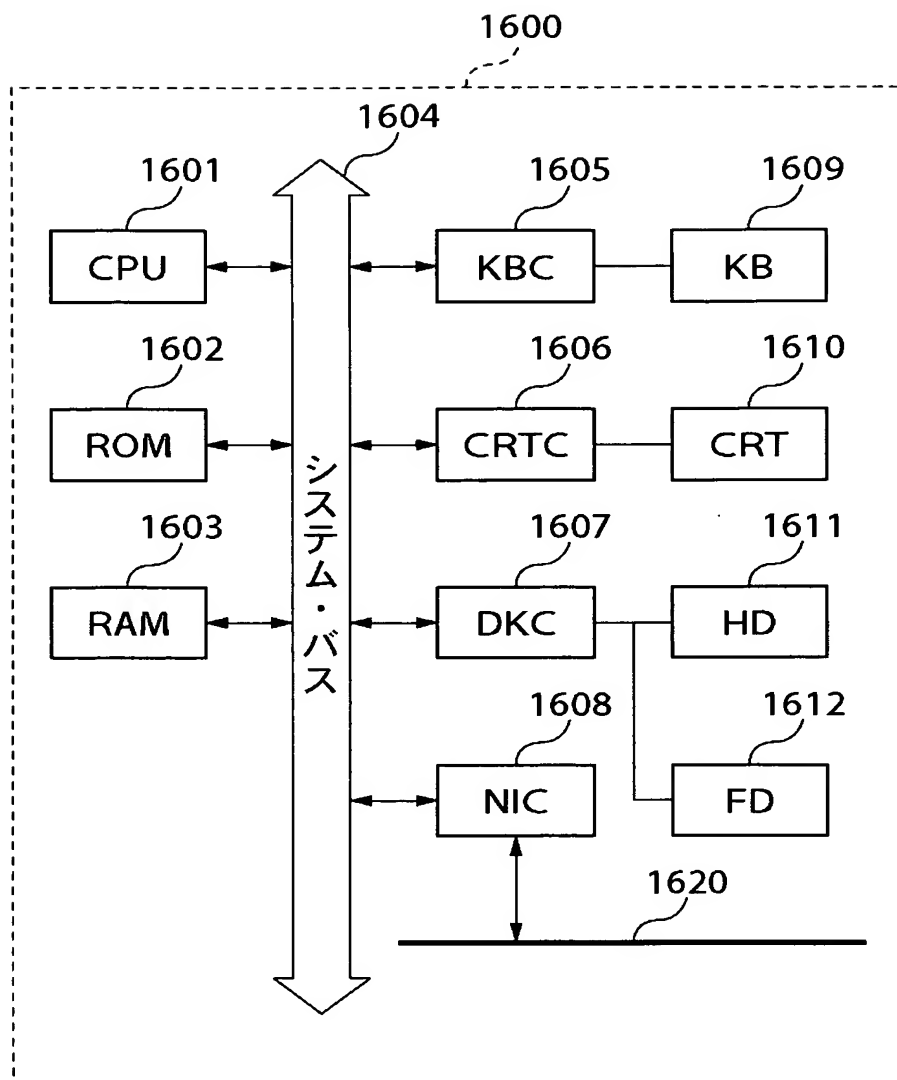 1600
1604
1601
CPU
1605
KBC
1609
KB
1602
ROM
1606
CRTC
1610
CRT
システム・バス
1603
RAM
1607
DKC
1611
HD
1608
NIC
1612
FD
1620